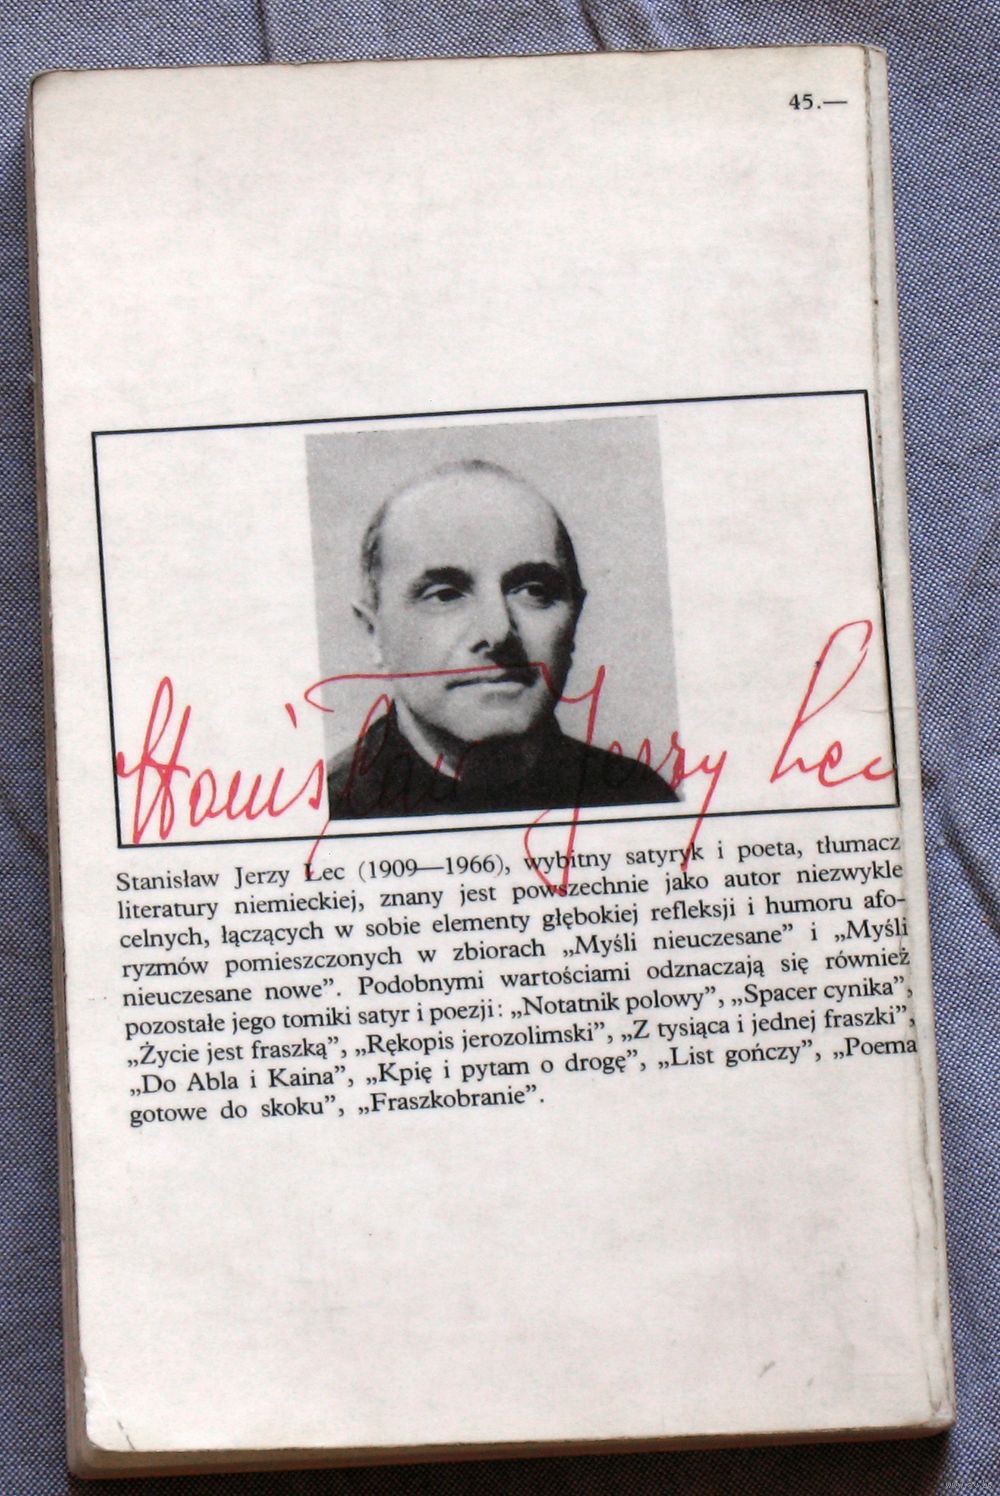 45.—
Stanisław Jerzy Lec
Stanisław Jerzy Lec (1909—1966), wybitny satyryk i poeta, tłumacz
literatury niemieckiej, znany jest powszechnie jako autor niezwykle
celnych, łączących w sobie elementy głębokiej refleksji i humoru afo-
ryzmów pomieszczonych w zbiorach „Myśli nieuczesane” i „Myśli
nieuczesane nowe”. Podobnymi wartościami odznaczają się również
pozostałe jego tomiki satyr i poezji: „Notatnik polowy”, „Spacer cynika”,
„Życie jest fraszką”, „Rękopis jerozolimski”, „Z tysiąca i jednej fraszki”,
„Do Abla i Kaina”, „Kpię i pytam o drogę”, „List gończy”, „Poema
gotowe do skoku”, „Fraszkobranie”.